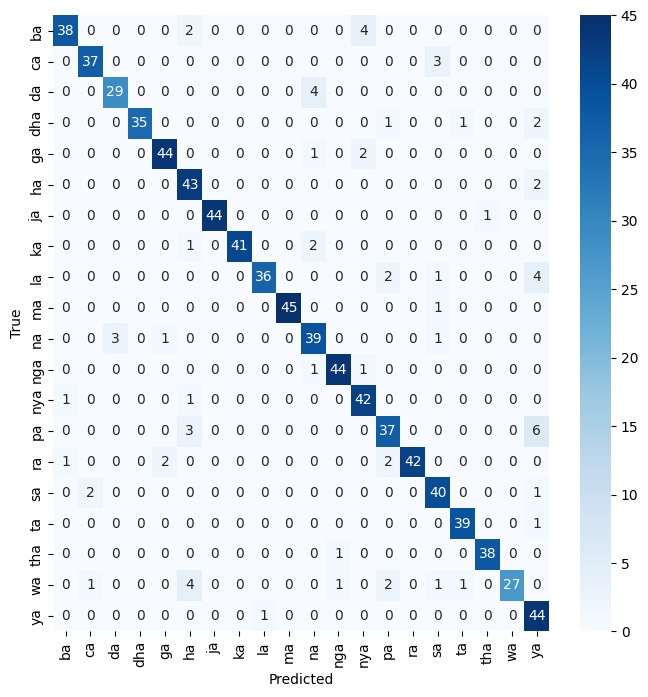 ba 38 0 0 0 0 2 0 0 0 0 0 0 4 0 0 0 0 0 0 0
ca 0 37 0 0 0 0 0 0 0 0 0 0 0 0 0 3 0 0 0 0
da 0 0 29 0 0 0 0 0 0 0 4 0 0 0 0 0 0 0 0 0
dha 0 0 0 35 0 0 0 0 0 0 0 0 0 1 0 0 1 0 0 2
ga 0 0 0 0 44 0 0 0 0 0 1 0 2 0 0 0 0 0 0 0
ha 0 0 0 0 0 43 0 0 0 0 0 0 0 0 0 0 0 0 0 2
ja 0 0 0 0 0 0 44 0 0 0 0 0 0 0 0 0 0 1 0 0
ka 0 0 0 0 0 1 0 41 0 0 2 0 0 0 0 0 0 0 0 0
la 0 0 0 0 0 0 0 0 36 0 0 0 0 2 0 1 0 0 0 4
ma 0 0 0 0 0 0 0 0 0 45 0 0 0 0 0 1 0 0 0 0
na 0 0 3 0 1 0 0 0 0 0 39 0 0 0 0 1 0 0 0 0
nga 0 0 0 0 0 0 0 0 0 0 1 44 1 0 0 0 0 0 0 0
nya 1 0 0 0 0 1 0 0 0 0 0 0 42 0 0 0 0 0 0 0
pa 0 0 0 0 0 3 0 0 0 0 0 0 0 37 0 0 0 0 0 6
ra 1 0 0 0 2 0 0 0 0 0 0 0 0 2 42 0 0 0 0 0
sa 0 2 0 0 0 0 0 0 0 0 0 0 0 0 0 40 0 0 0 1
ta 0 0 0 0 0 0 0 0 0 0 0 0 0 0 0 0 39 0 0 1
tha 0 0 0 0 0 0 0 0 0 0 0 1 0 0 0 0 0 38 0 0
wa 0 1 0 0 0 4 0 0 0 0 0 1 0 2 0 1 1 0 27 0
ya 0 0 0 0 0 0 0 0 1 0 0 0 0 0 0 0 0 0 0 44
ba ca da dha ga ha ja ka la ma na nga nya pa ra sa ta tha wa ya
Predicted
True
45
40
35
30
25
20
15
10
5
0